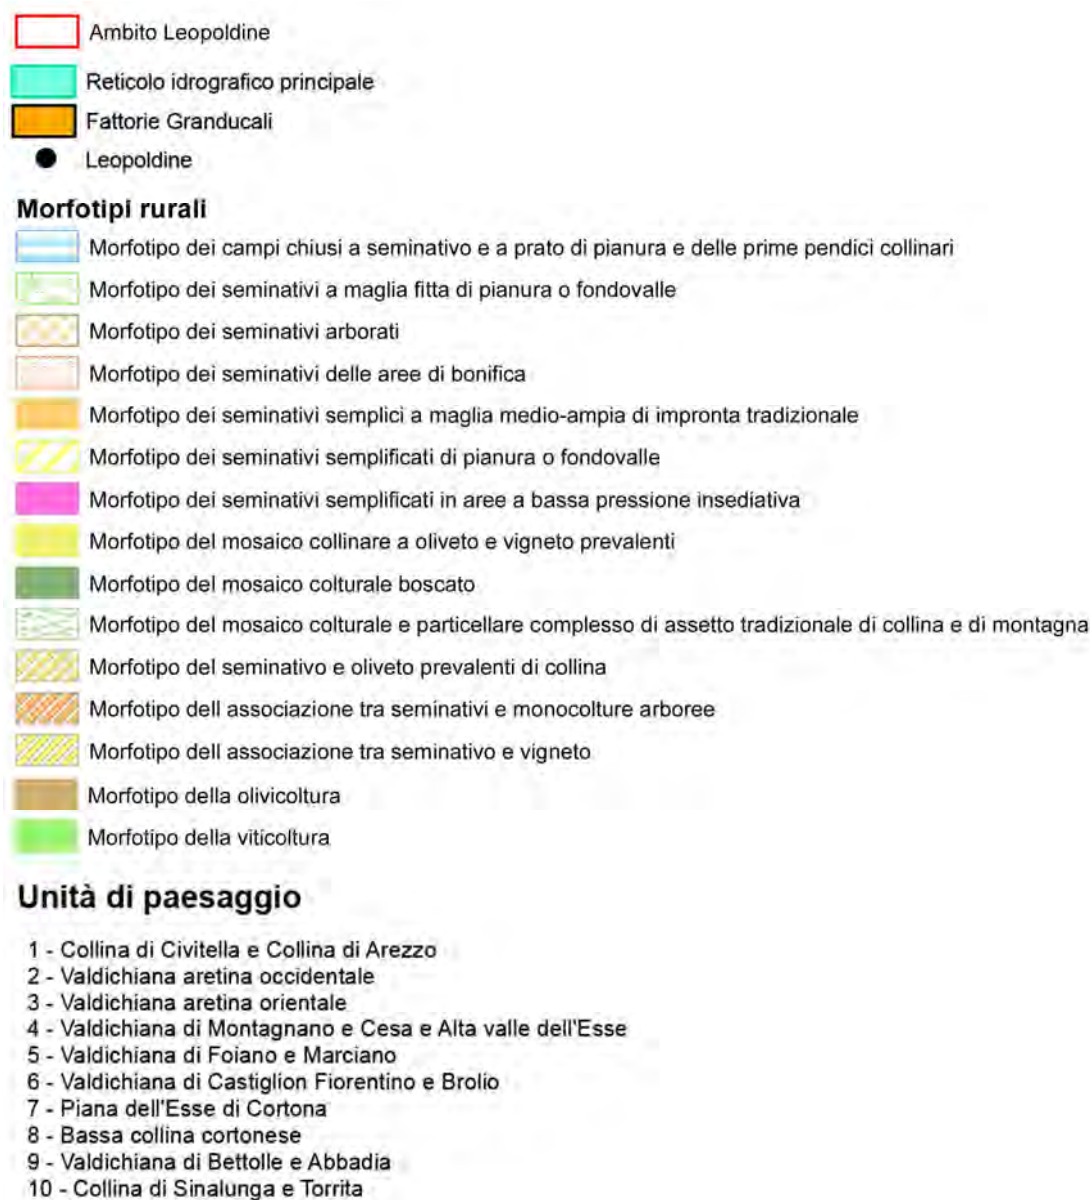 Ambito Leopoldine
Reticolo idrografico principale
Fattorie Granducali
Leopoldine
Morfotipi rurali
Morfotipo dei campi chiusi a seminativo e a prato di pianura e delle prime pendici collinari
Morfotipo dei seminativi a maglia fitta di pianura o fondovalle
Morfotipo dei seminativi arborati
Morfotipo dei seminativi delle aree di bonifica
Morfotipo dei seminativi semplici a maglia medio-ampia di impronta tradizionale
Morfotipo dei seminativi semplificati di pianura o fondovalle
Morfotipo dei seminativi semplificati in aree a bassa pressione insediativa
Morfotipo del mosaico collinare a oliveto e vigneto prevalenti
Morfotipo del mosaico colturale boscato
Morfotipo del mosaico colturale e particellare complesso di assetto tradizionale di collina e di montagna
Morfotipo del seminativo e oliveto prevalenti di collina
Morfotipo dell associazione tra seminativi e monocolture arboree
Morfotipo dell associazione tra seminativo e vigneto
Morfotipo della olivicoltura
Morfotipo della viticoltura
Unità di paesaggio
1 - Collina di Civitella e Collina di Arezzo
2 - Valdichiana aretina occidentale
3 - Valdichiana aretina orientale
4 - Valdichiana di Montagnano e Cesa e Alta valle dell'Esse
5 - Valdichiana di Foiano e Marciano
6 - Valdichiana di Castiglion Fiorentino e Brolio
7 - Piana dell'Esse di Cortona
8 - Bassa collina cortonese
9 - Valdichiana di Bettolle e Abbadia
10 - Collina di Sinalunga e Torrita